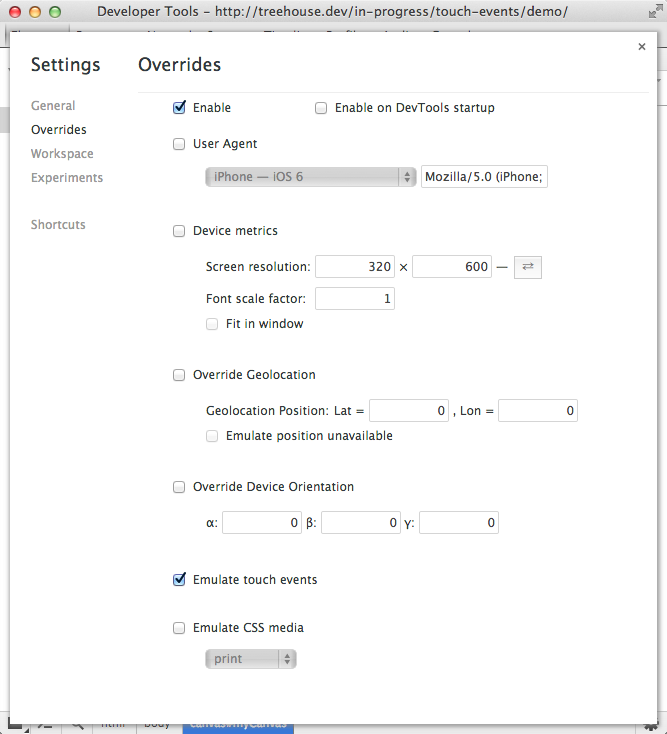 Developer Tools - http://treehouse.dev/in-progress/touch-events/demo/
Settings
General
Overrides
Workspace
Experiments
Shortcuts
Overrides
Enable
Enable on DevTools startup
User Agent
iPhone — iOS 6
Mozilla/5.0 (iPhone;
Device metrics
Screen resolution: 320 × 600 —
Font scale factor: 1
Fit in window
Override Geolocation
Geolocation Position: Lat = 0 , Lon = 0
Emulate position unavailable
Override Device Orientation
α: 0 β: 0 γ: 0
Emulate touch events
Emulate CSS media
print
html body canvas#myCanvas